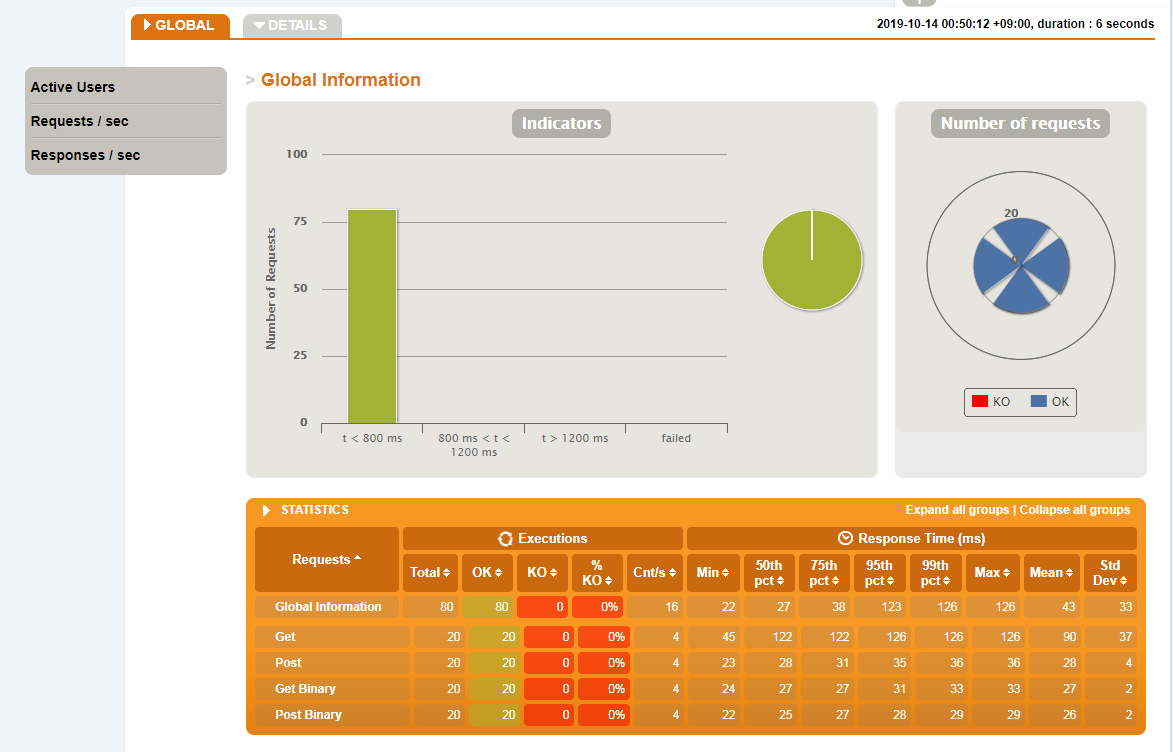 GLOBAL
DETAILS
2019-10-14 00:50:12 +09:00, duration : 6 seconds
Active Users
Requests / sec
Responses / sec
> Global Information
Indicators
100
75
50
25
0
Number of Requests
t < 800 ms
800 ms < t <
1200 ms
t > 1200 ms
failed
Number of requests
20
KO OK
STATISTICS
Expand all groups | Collapse all groups
Requests
Executions
Response Time (ms)
Total OK KO % KO Cnt/s Min 50th pct 75th pct 95th pct 99th pct Max Mean Std Dev
Global Information 80 80 0 0% 16 22 27 38 123 126 126 43 33
Get 20 20 0 0% 4 45 122 122 126 126 126 90 37
Post 20 20 0 0% 4 23 28 31 35 36 36 28 4
Get Binary 20 20 0 0% 4 24 27 27 31 33 33 27 2
Post Binary 20 20 0 0% 4 22 25 27 28 29 29 26 2